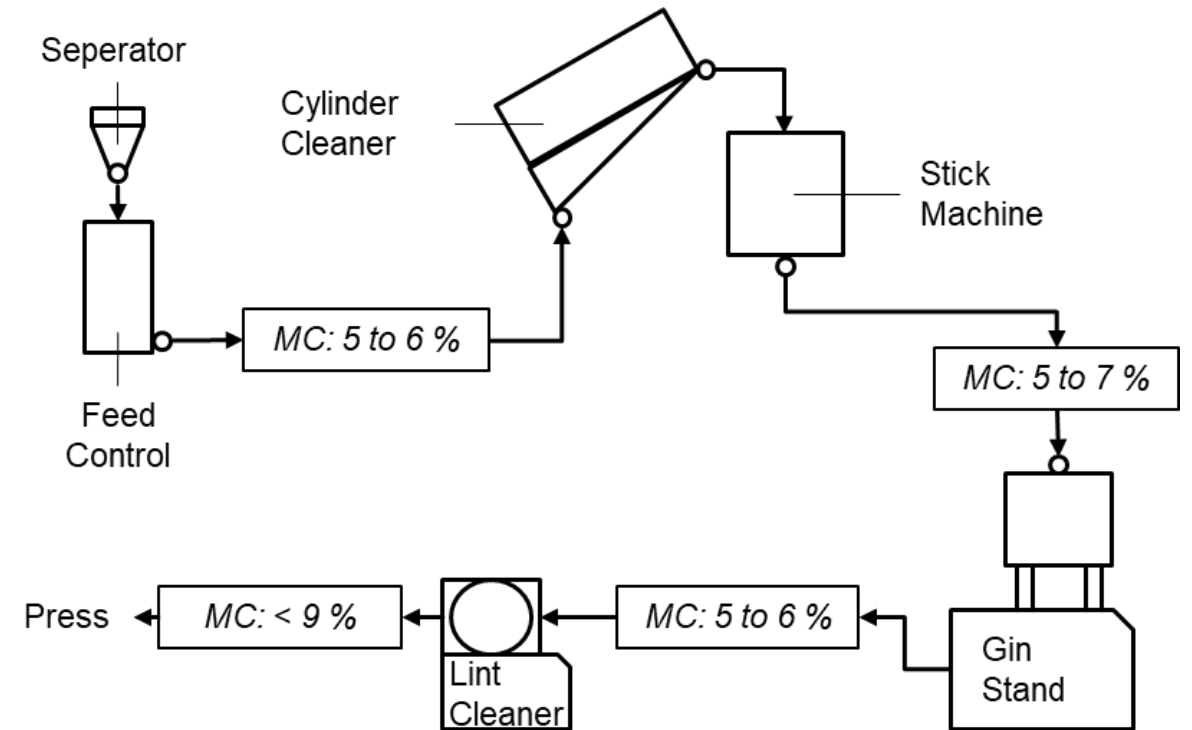 Seperator
Cylinder
Cleaner
Stick
Machine
MC: 5 to 6 %
MC: 5 to 7 %
Feed
Control
Press
MC: < 9 %
MC: 5 to 6 %
Lint
Cleaner
Gin
Stand